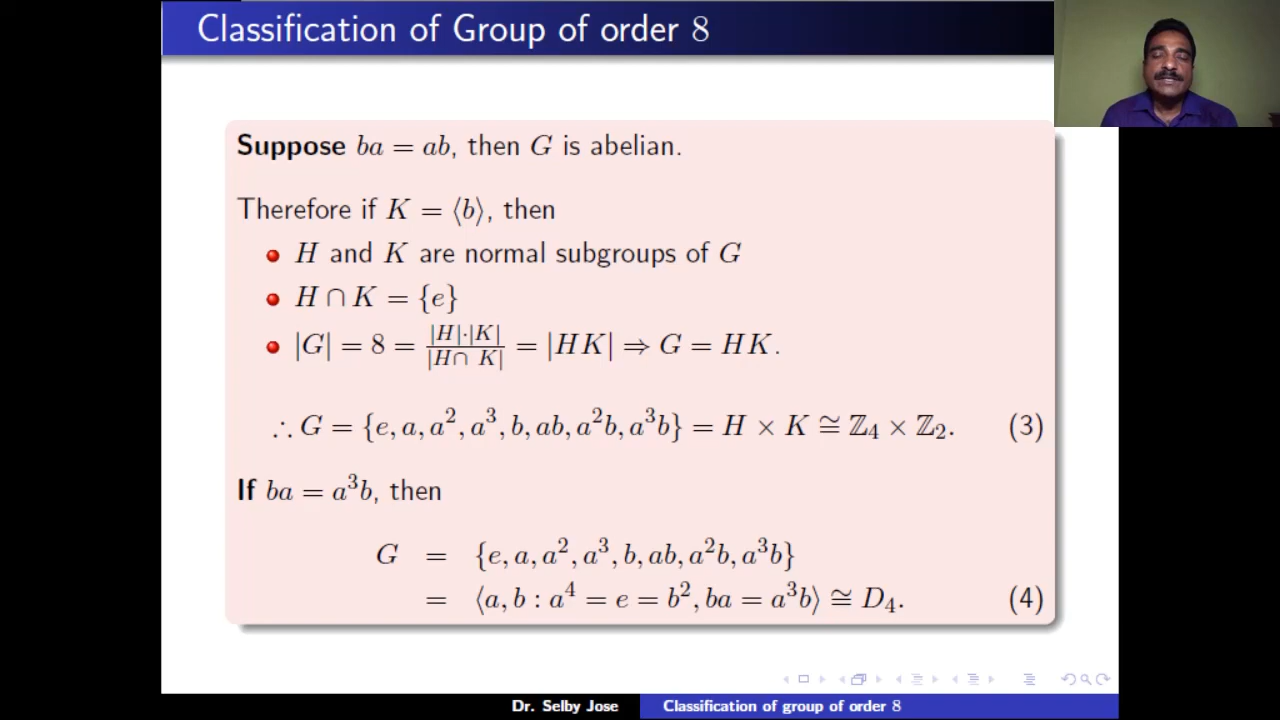 Classification of Group of order 8
Suppose ba = ab, then G is abelian.
Therefore if K = ⟨b⟩, then
H and K are normal subgroups of G
H ∩ K = {e}
|G| = 8 = |H|·|K| / |H∩ K| = |HK| ⇒ G = HK.
∴ G = {e, a, a², a³, b, ab, a²b, a³b} = H × K ≅ ℤ₄ × ℤ₂. (3)
If ba = a³b, then
G = {e, a, a², a³, b, ab, a²b, a³b}
= ⟨a, b : a⁴ = e = b², ba = a³b⟩ ≅ D₄. (4)
Dr. Selby Jose Classification of group of order 8